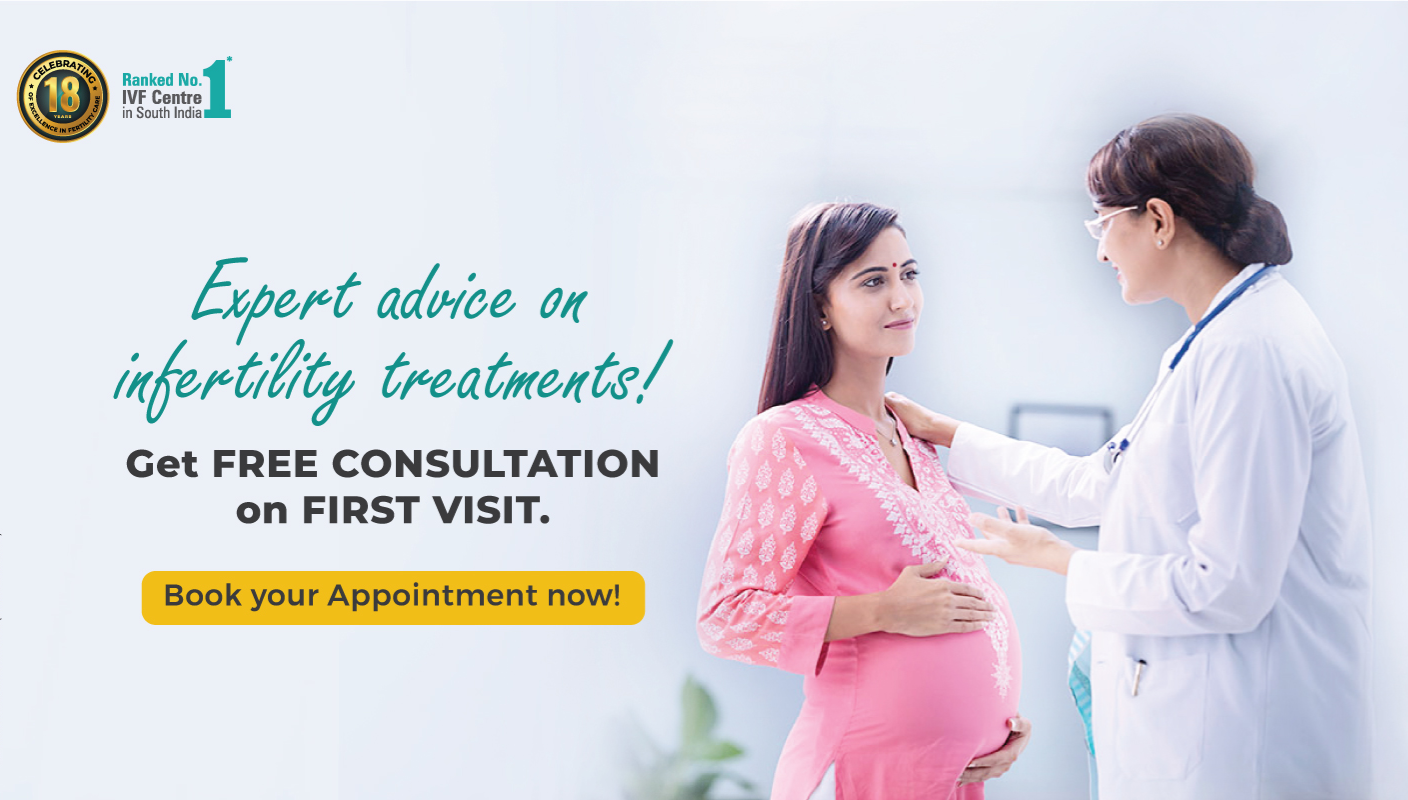 CELEBRATING
18
YEARS
OF EXCELLENCE IN FERTILITY CARE
Ranked No. 1*
IVF Centre
in South India
Expert advice on
infertility treatments!
Get FREE CONSULTATION
on FIRST VISIT.
Book your Appointment now!